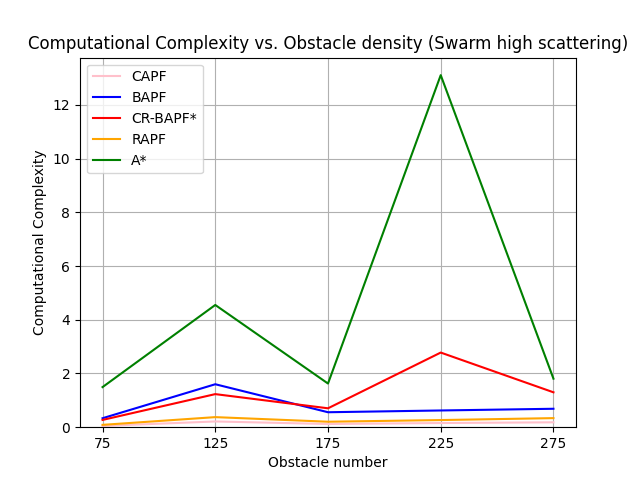 Computational Complexity vs. Obstacle density (Swarm high scattering)
CAPF
BAPF
CR-BAPF*
RAPF
A*
Computational Complexity
12
10
8
6
4
2
0
75 125 175 225 275
Obstacle number